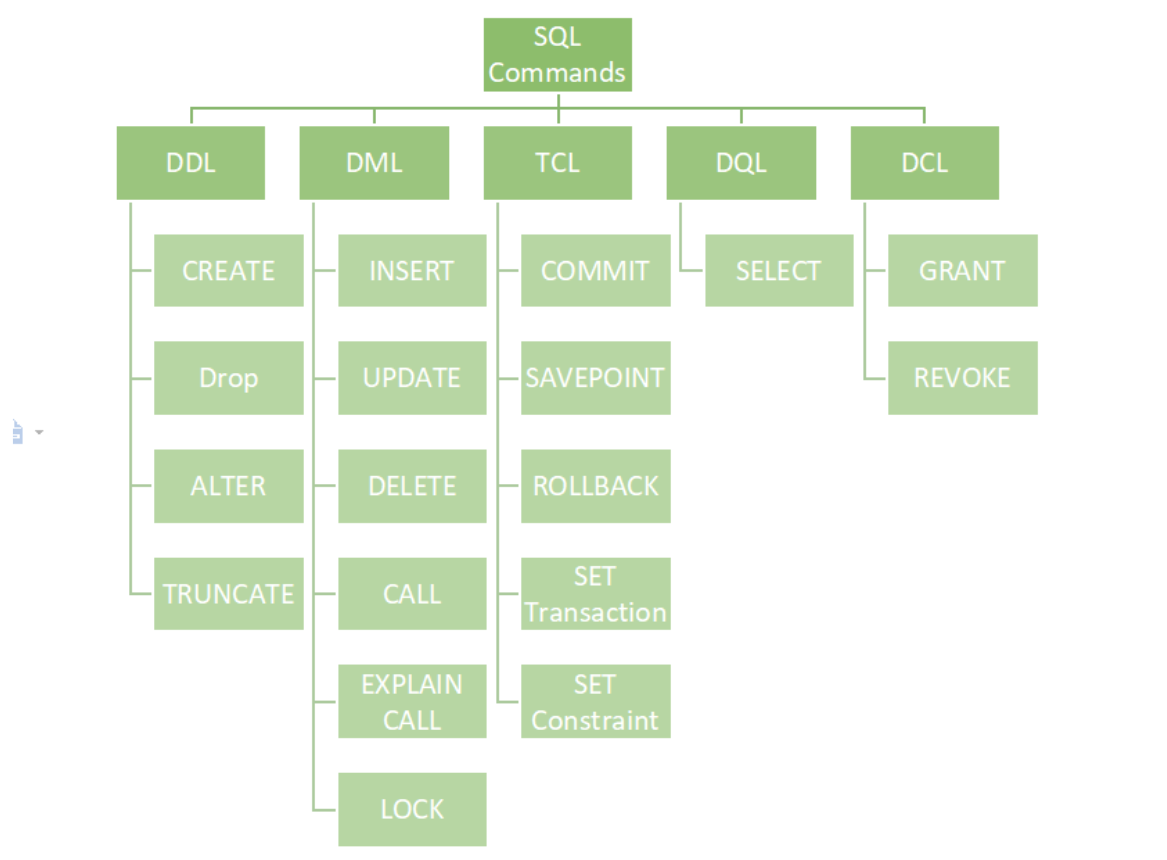 SQL
Commands
DDL
DML
TCL
DQL
DCL
CREATE
INSERT
COMMIT
SELECT
GRANT
Drop
UPDATE
SAVEPOINT
REVOKE
ALTER
DELETE
ROLLBACK
TRUNCATE
CALL
SET
Transaction
EXPLAIN
CALL
SET
Constraint
LOCK